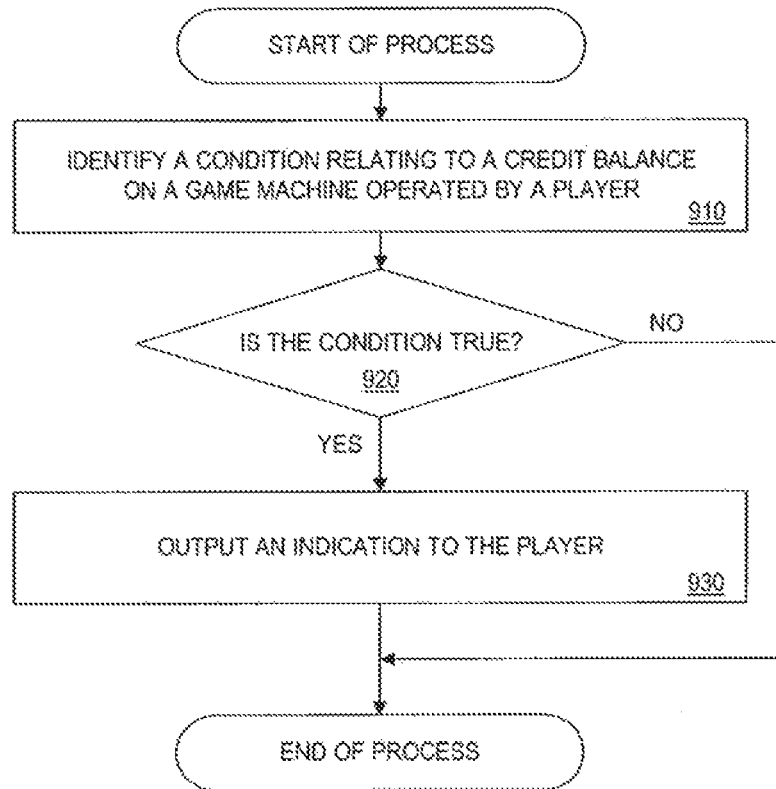 START OF PROCESS
IDENTIFY A CONDITION RELATING TO A CREDIT BALANCE
ON A GAME MACHINE OPERATED BY A PLAYER
910
IS THE CONDITION TRUE?
920
NO
YES
OUTPUT AN INDICATION TO THE PLAYER
930
END OF PROCESS